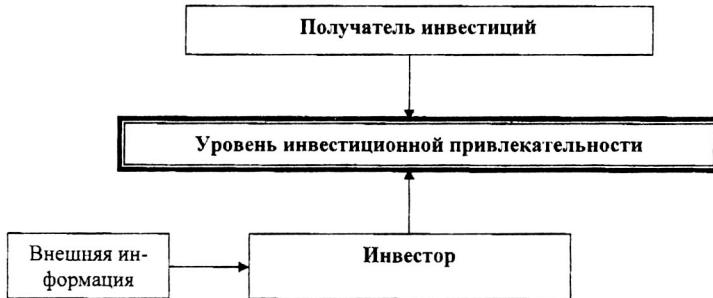 Получатель инвестиций
Уровень инвестиционной привлекательности
Внешняя ин-
формация
Инвестор